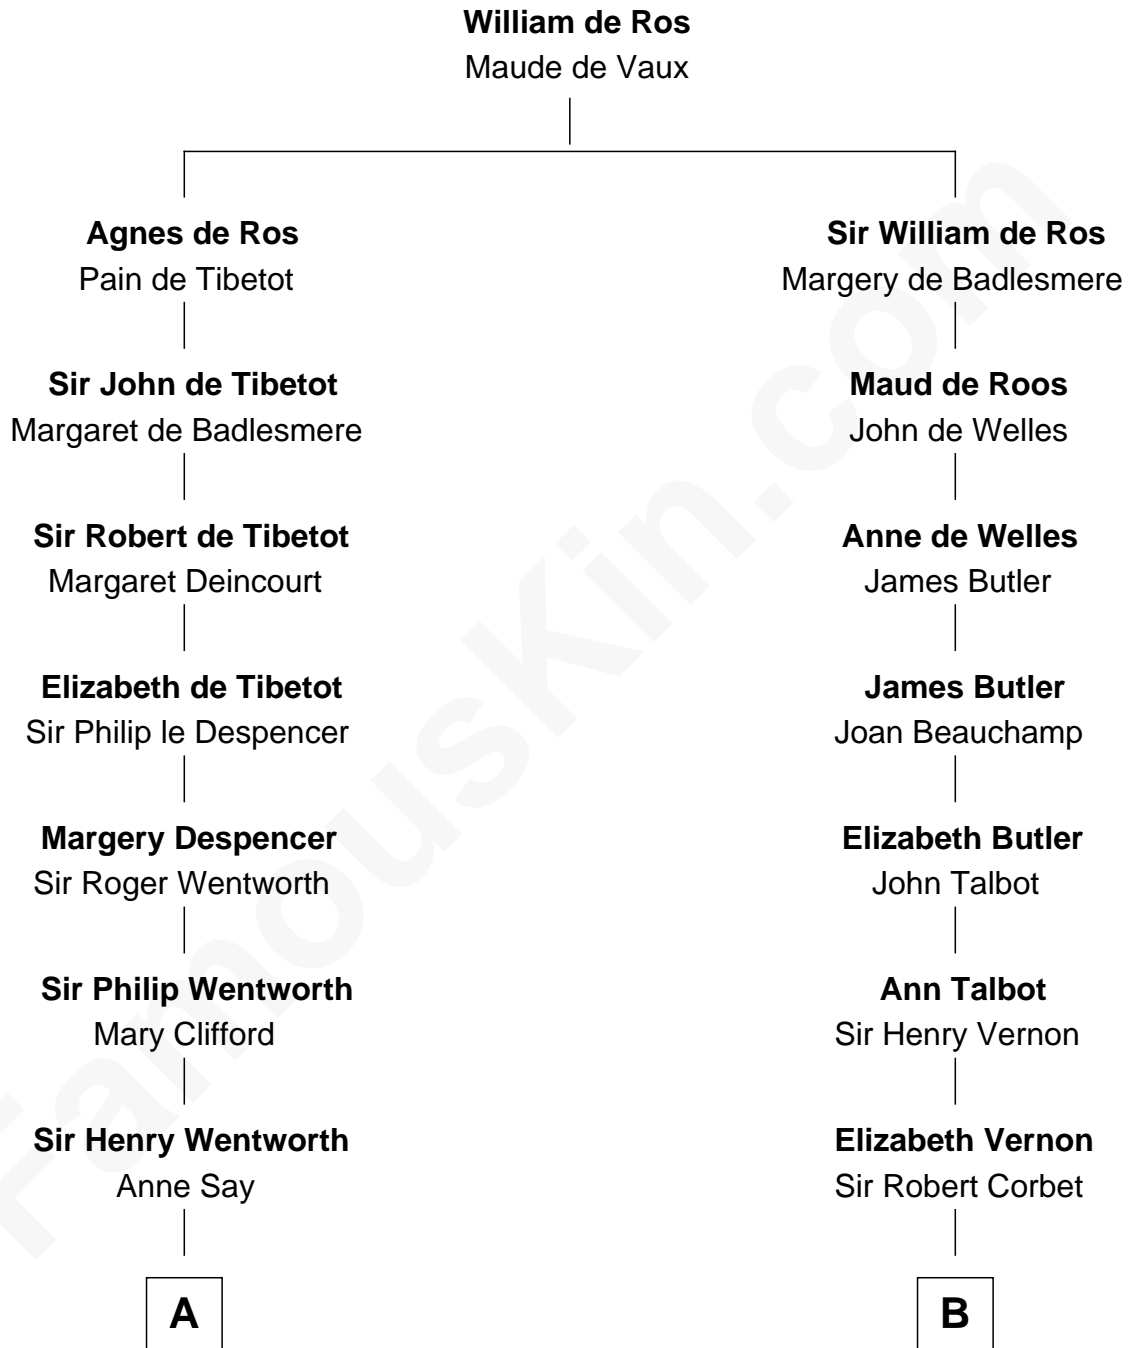 William de Ros
Maude de Vaux
Agnes de Ros
Pain de Tibetot
Sir William de Ros
Margery de Badlesmere
Sir John de Tibetot
Margaret de Badlesmere
Maud de Roos
John de Welles
Sir Robert de Tibetot
Margaret Deincourt
Anne de Welles
James Butler
Elizabeth de Tibetot
Sir Philip le Despencer
James Butler
Joan Beauchamp
Margery Despencer
Sir Roger Wentworth
Elizabeth Butler
John Talbot
Sir Philip Wentworth
Mary Clifford
Ann Talbot
Sir Henry Vernon
Sir Henry Wentworth
Anne Say
Elizabeth Vernon
Sir Robert Corbet
A
B
FamousKin.com